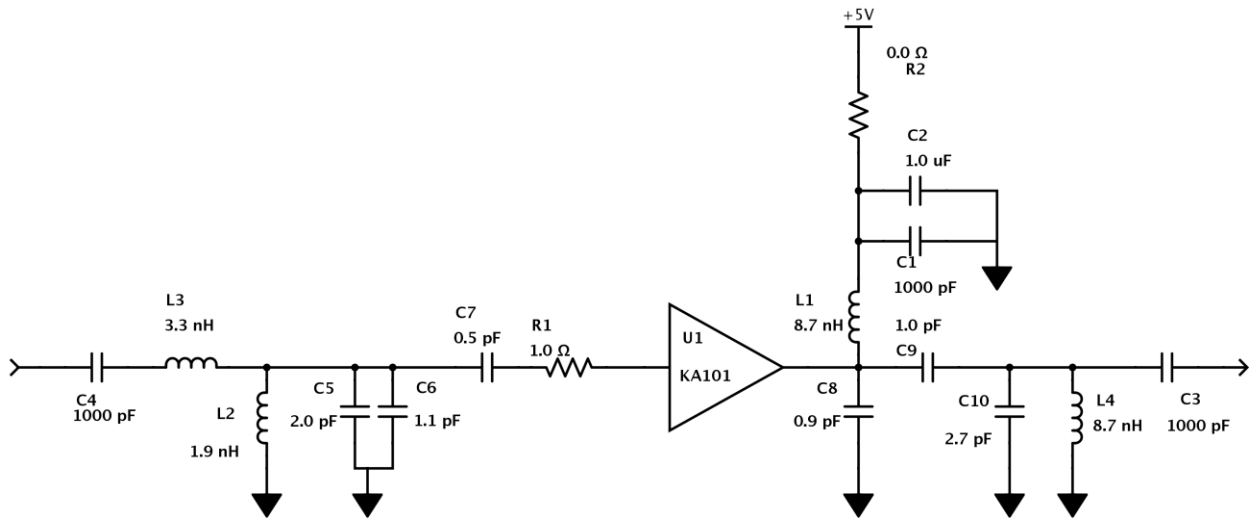 +5V
0.0 Ω
R2
C2
1.0 uF
C1
1000 pF
L3
3.3 nH
C7
0.5 pF
R1
1.0 Ω
U1
KA101
L1
8.7 nH
1.0 pF
C9
C4
1000 pF
L2
1.9 nH
C5
2.0 pF
C6
1.1 pF
C8
0.9 pF
C10
2.7 pF
L4
8.7 nH
C3
1000 pF